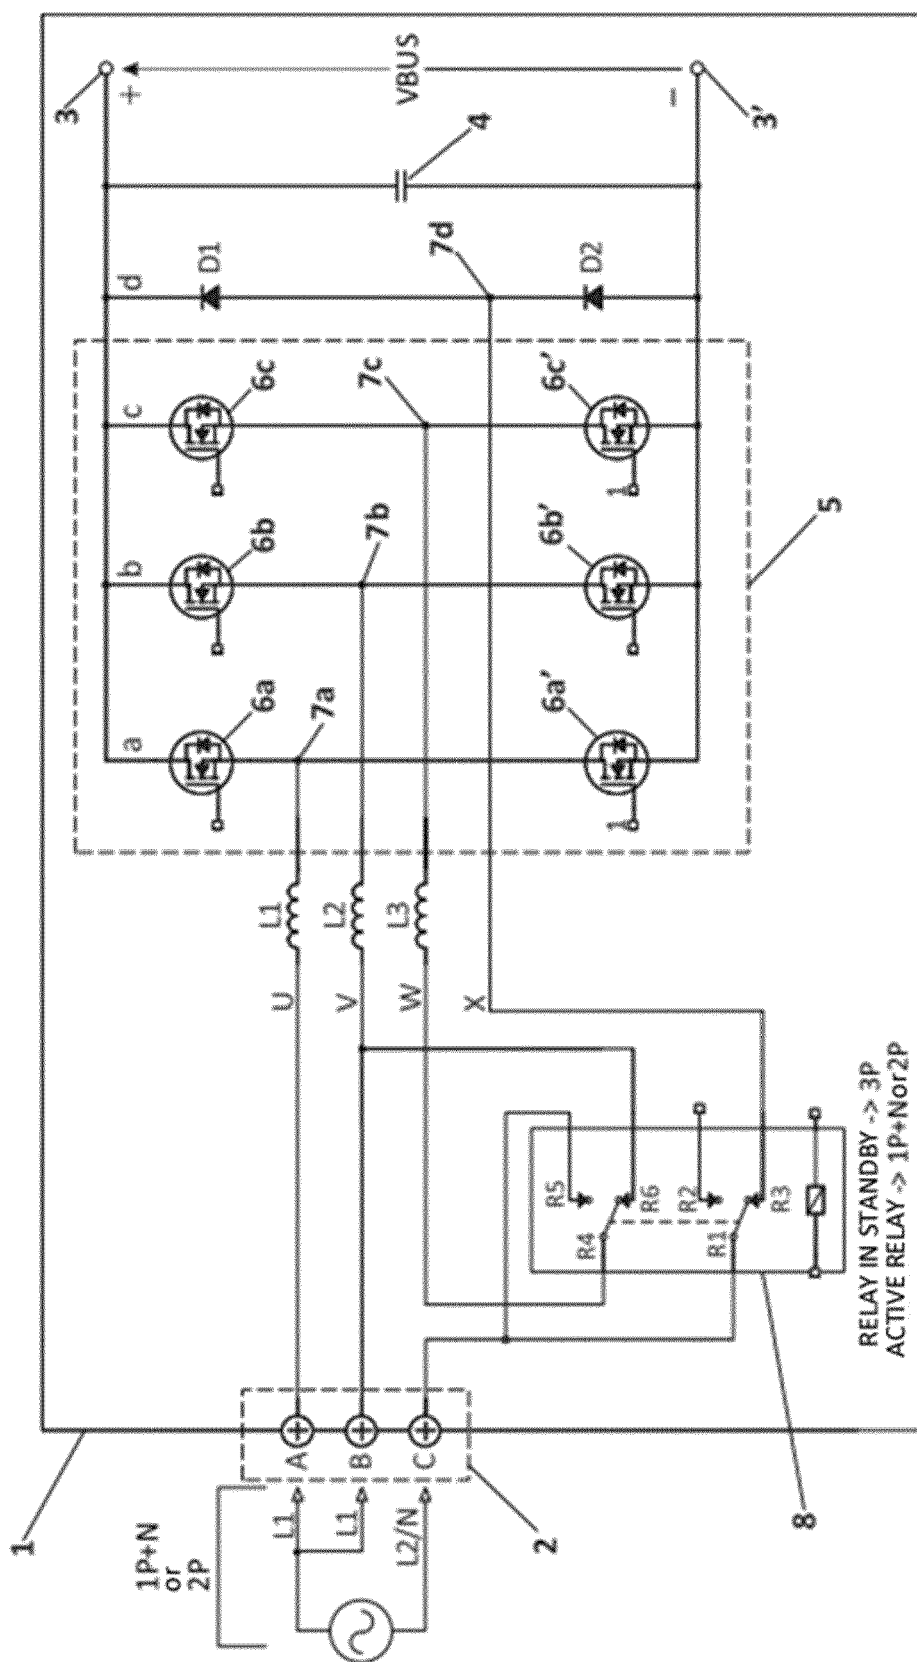 1
1P+N
or
2P
L1
L1
L2/N
A
B
C
2
U
V
W
X
L1
L2
L3
R5
R4
R6
R2
R1
R3
8
RELAY IN STANDBY -> 3P
ACTIVE RELAY -> 1P+Nor2P
a
b
c
d
6a
6b
6c
7a
7b
7c
7d
6a'
6b'
6c'
1
1
5
D1
D2
4
3
+
VBUS
−
3'